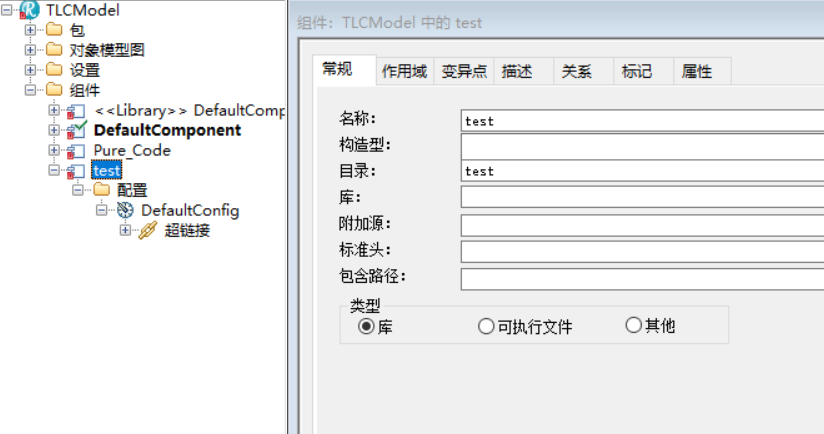 TLCModel
包
对象模型图
设置
组件
<<Library>> DefaultComp
DefaultComponent
Pure_Code
test
配置
DefaultConfig
超链接
组件: TLCModel 中的 test
常规 作用域 变异点 描述 关系 标记 属性
名称: test
构造型:
目录: test
库:
附加源:
标准头:
包含路径:
类型
库 可执行文件 其他